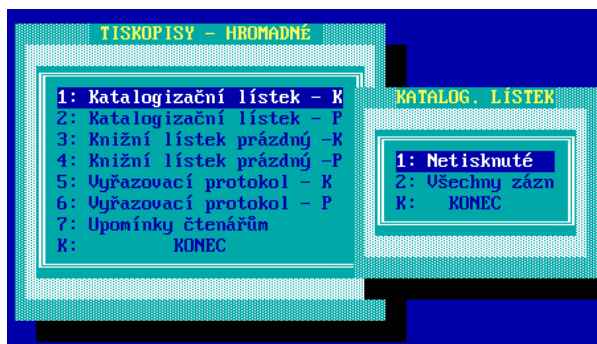 TISKOPISY - HROMADNÉ
1: Katalogizační lístek - K
2: Katalogizační lístek - P
3: Knižní lístek prázdný -K
4: Knižní lístek prázdný -P
5: Vyřazovací protokol - K
6: Vyřazovací protokol - P
7: Upomínky čtenářům
K: KONEC
KATALOG. LÍSTEK
1: Netisknuté
2: Všechny zázn
K: KONEC